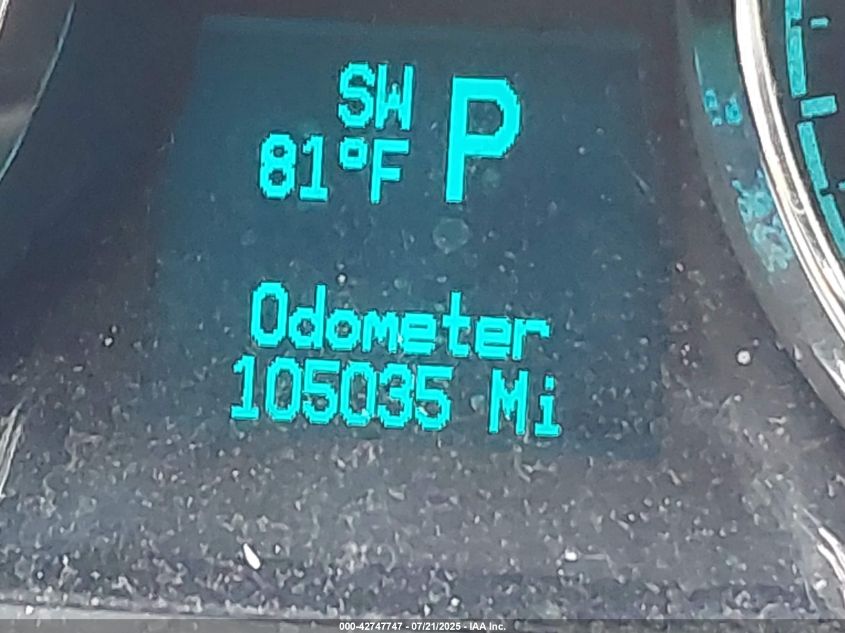 SW
81°F P
Odometer
105035 Mi
000-42747747 - 07/21/2025 - IAA Inc.